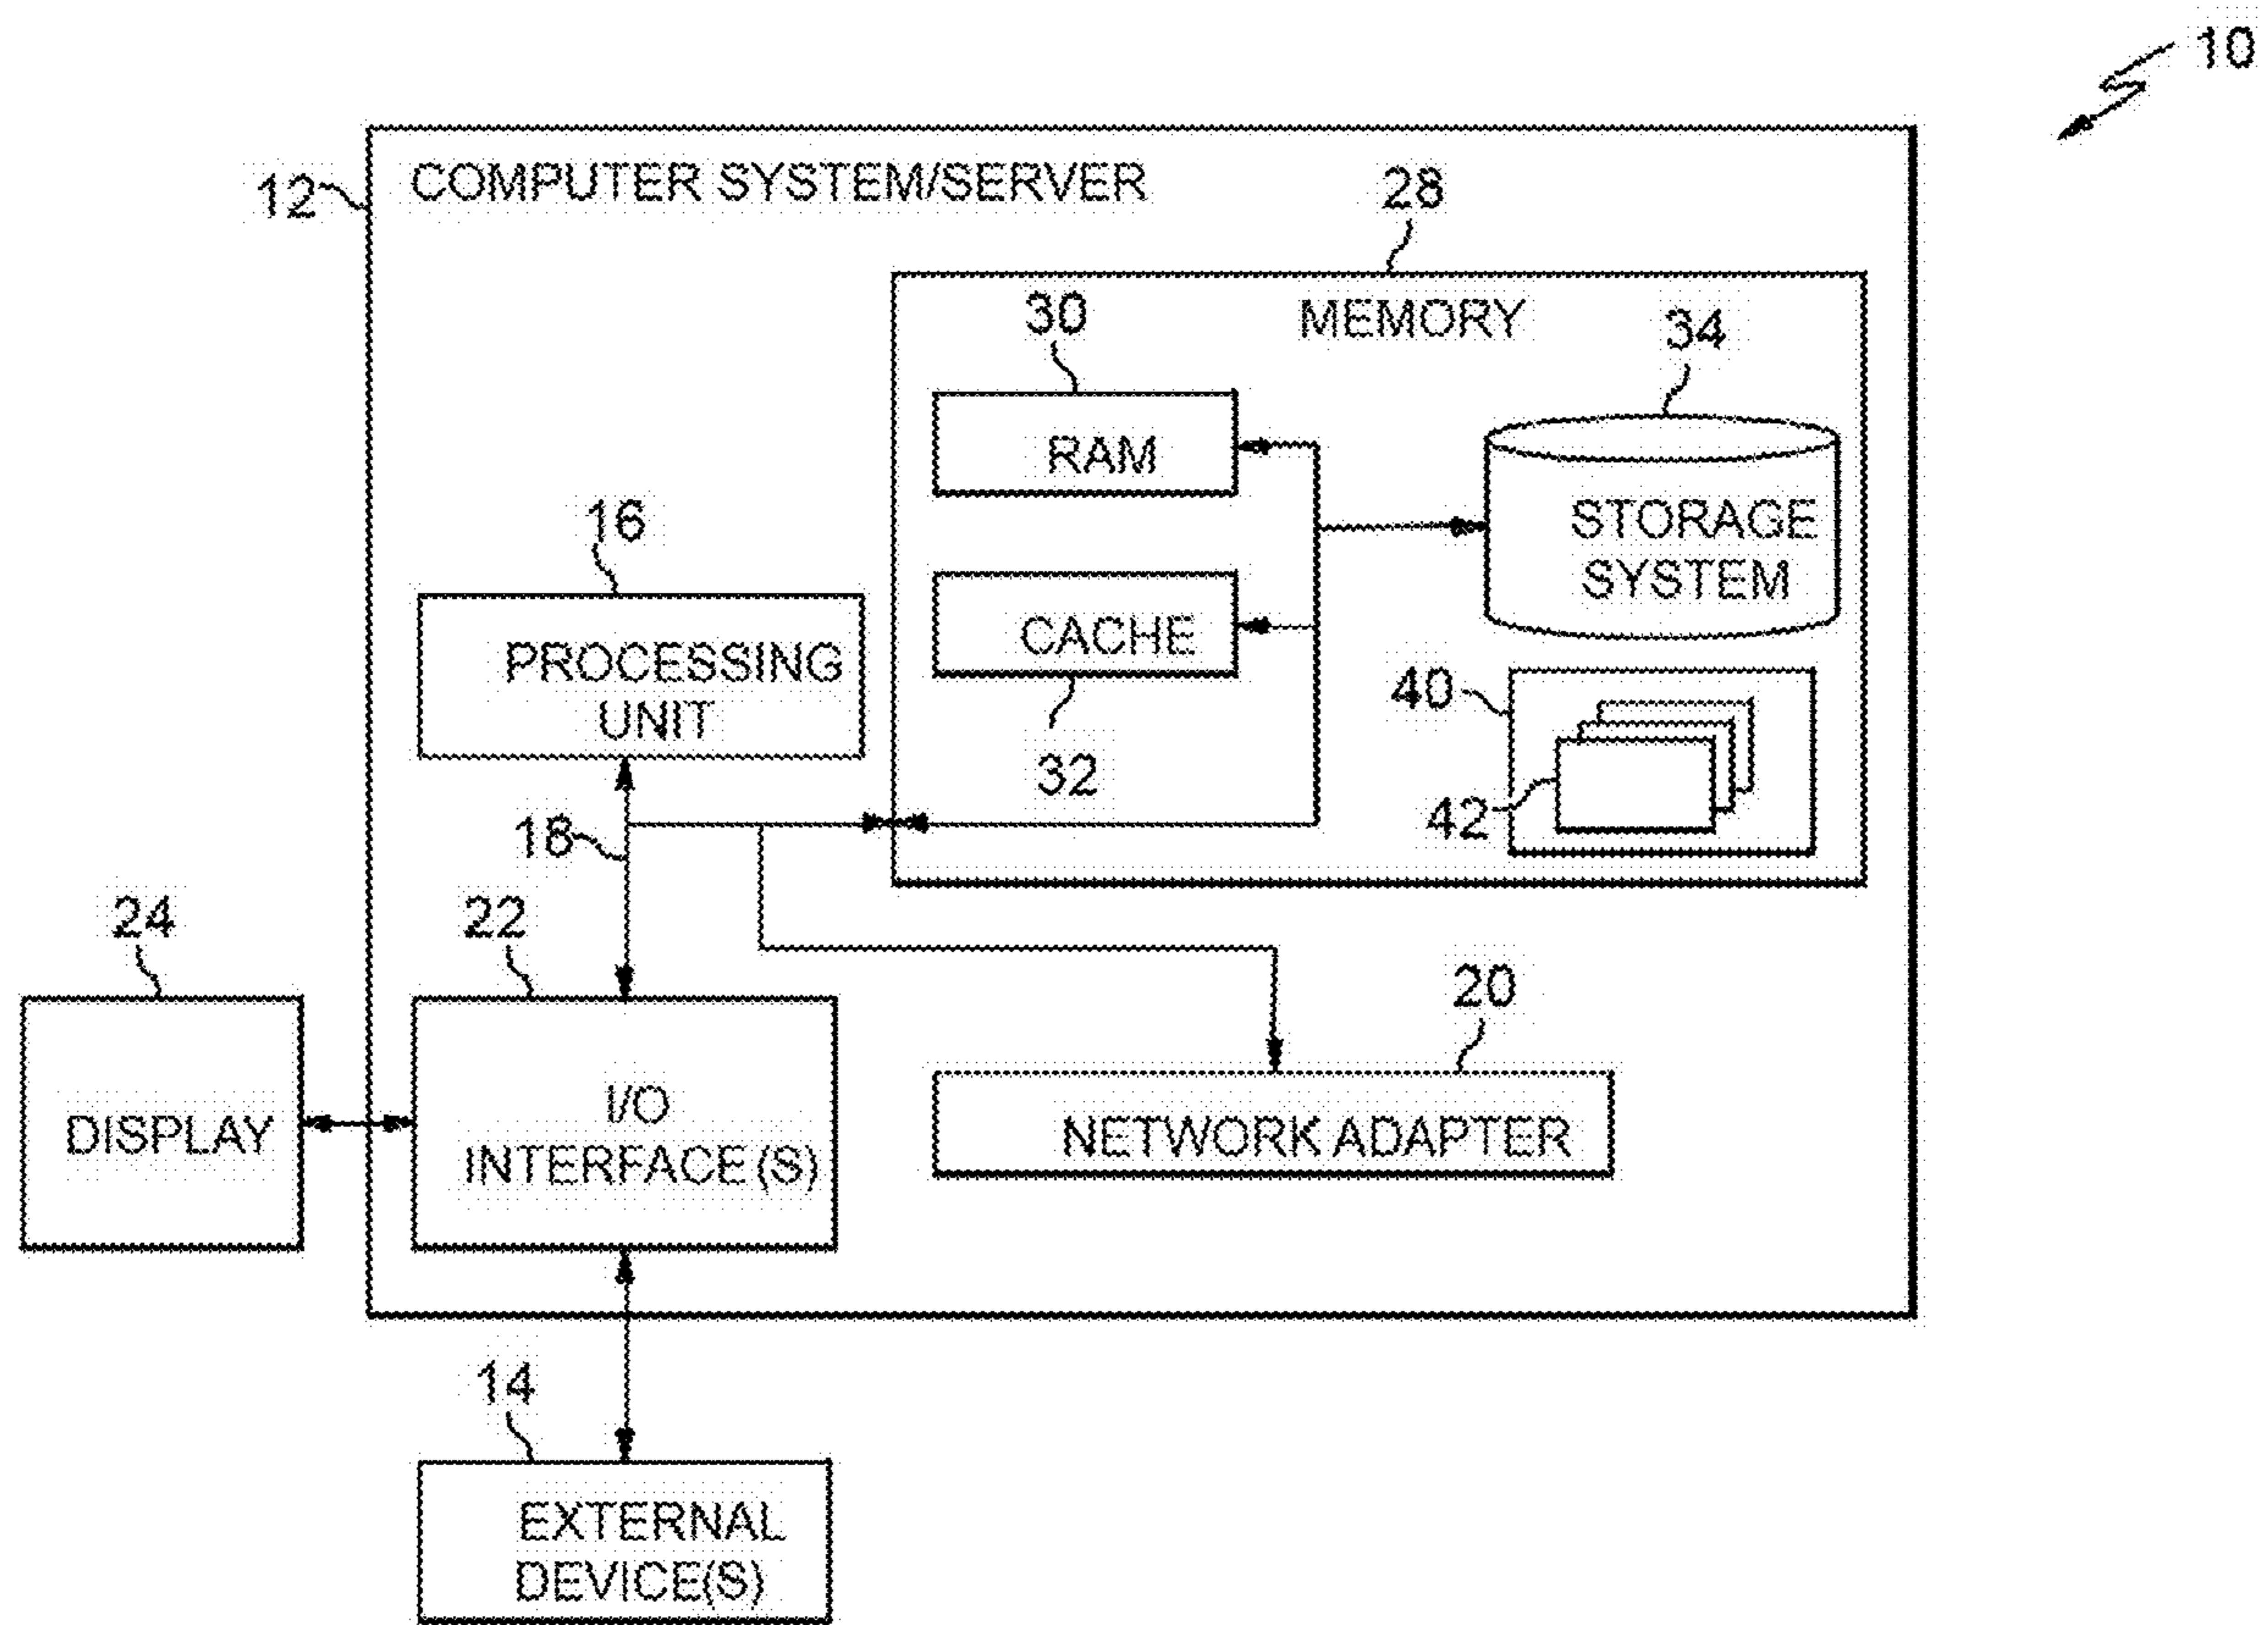 10
12
COMPUTER SYSTEM/SERVER
28
MEMORY
30
34
RAM
STORAGE
SYSTEM
16
PROCESSING
UNIT
CACHE
32
40
42
18
24
22
20
DISPLAY
I/O
INTERFACE(S)
NETWORK ADAPTER
14
EXTERNAL
DEVICE(S)